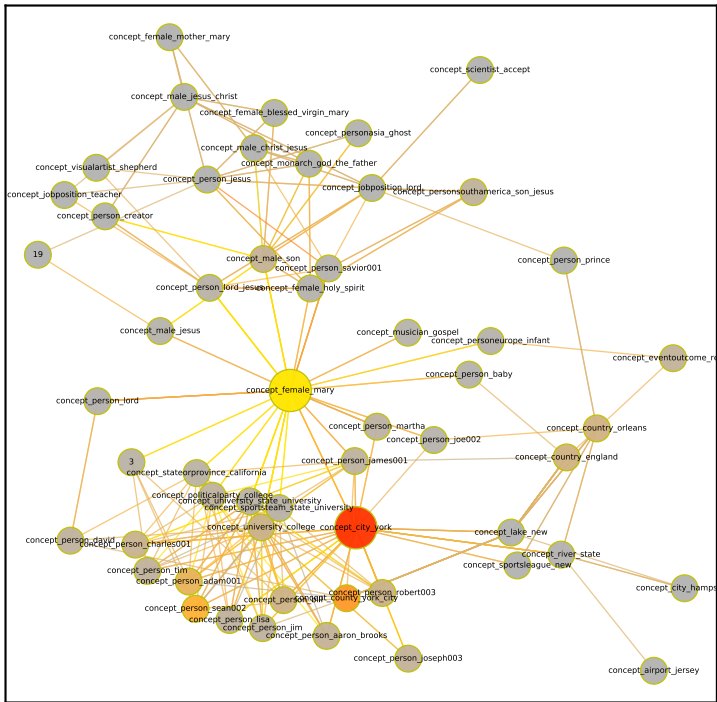 concept_female_mother_mary
concept_scientist_accept
concept_male_jesus_christ
concept_female_blessed_virgin_mary
concept_personasia_ghost
concept_male_christ_jesus
concept_monarch_god_the_father
concept_visualartist_shepherd
concept_person_jesus
concept_jobposition_lord
concept_personsouthamerica_son_jesus
concept_jobposition_teacher
concept_person_creator
19
concept_male_son
concept_person_prince
concept_person_savior001
concept_person_lord_jesus
concept_female_holy_spirit
concept_male_jesus
concept_musician_gospel
concept_personeurope_infant
concept_eventoutcome_re
concept_person_baby
concept_female_mary
concept_person_lord
concept_person_martha
concept_country_orleans
concept_person_joe002
concept_country_england
3
concept_person_james001
concept_stateorprovince_california
concept_politicalparty_college
concept_university_state_university
concept_sportsteam_state_university
concept_university_college
concept_city_york
concept_lake_new
concept_person_david
concept_person_charles001
concept_river_state
concept_sportsleague_new
concept_person_tim
concept_person_adam001
concept_city_hamps
concept_person_robert003
concept_person_bill
concept_county_york_city
concept_person_sean002
concept_person_lisa
concept_person_jim
concept_person_aaron_brooks
concept_person_joseph003
concept_airport_jersey